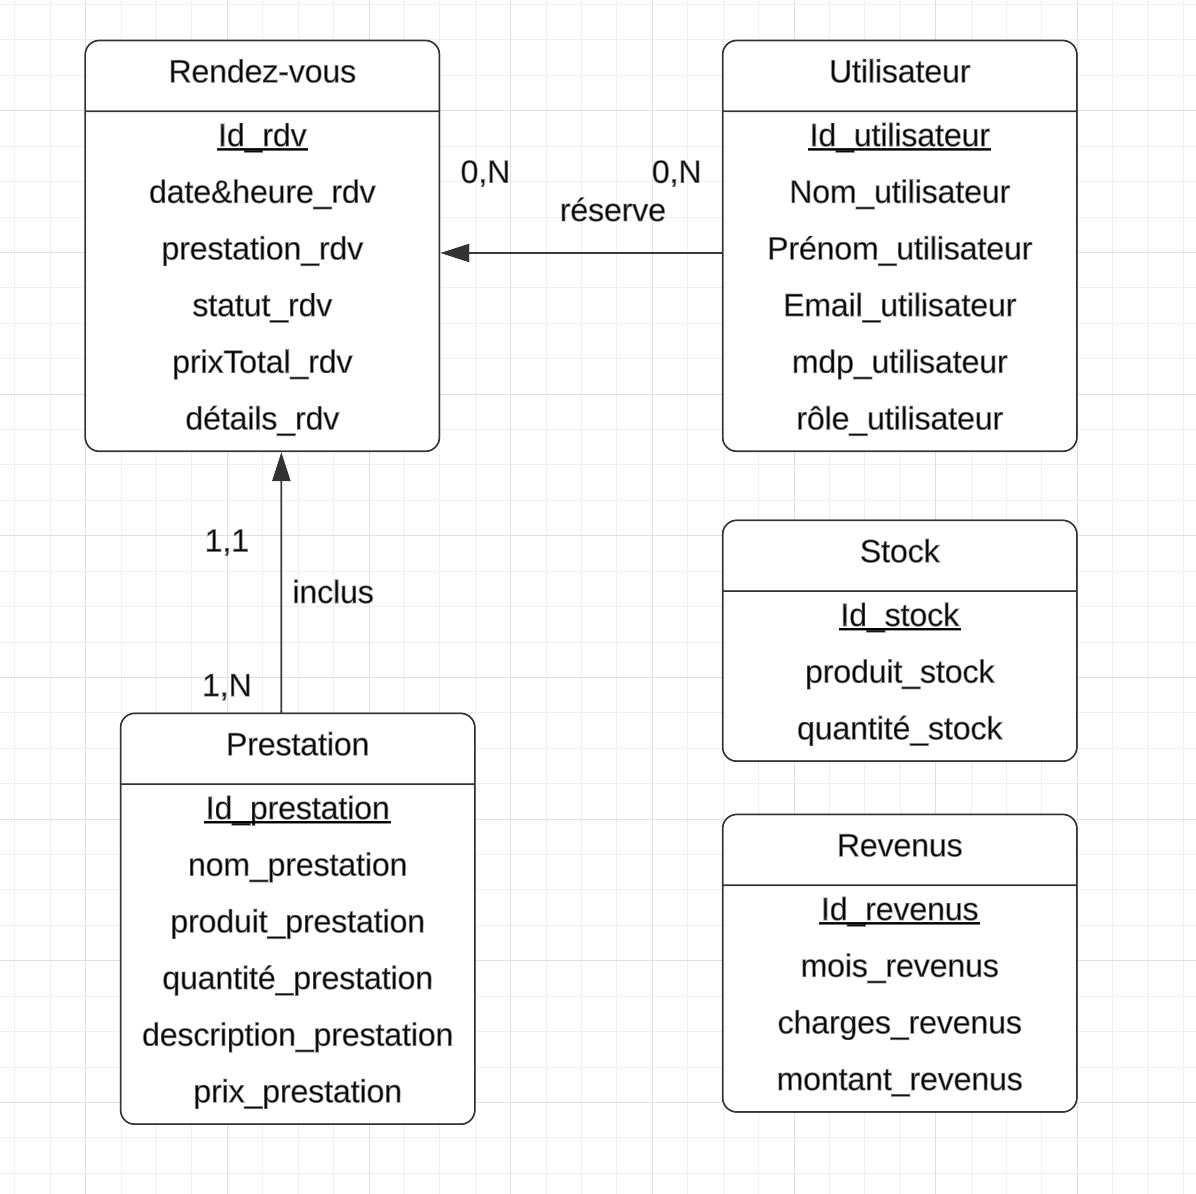 Rendez-vous
Id_rdv
date&heure_rdv
prestation_rdv
statut_rdv
prixTotal_rdv
détails_rdv
0,N
0,N
réserve
Utilisateur
Id_utilisateur
Nom_utilisateur
Prénom_utilisateur
Email_utilisateur
mdp_utilisateur
rôle_utilisateur
1,1
inclus
1,N
Prestation
Id_prestation
nom_prestation
produit_prestation
quantité_prestation
description_prestation
prix_prestation
Stock
Id_stock
produit_stock
quantité_stock
Revenus
Id_revenus
mois_revenus
charges_revenus
montant_revenus